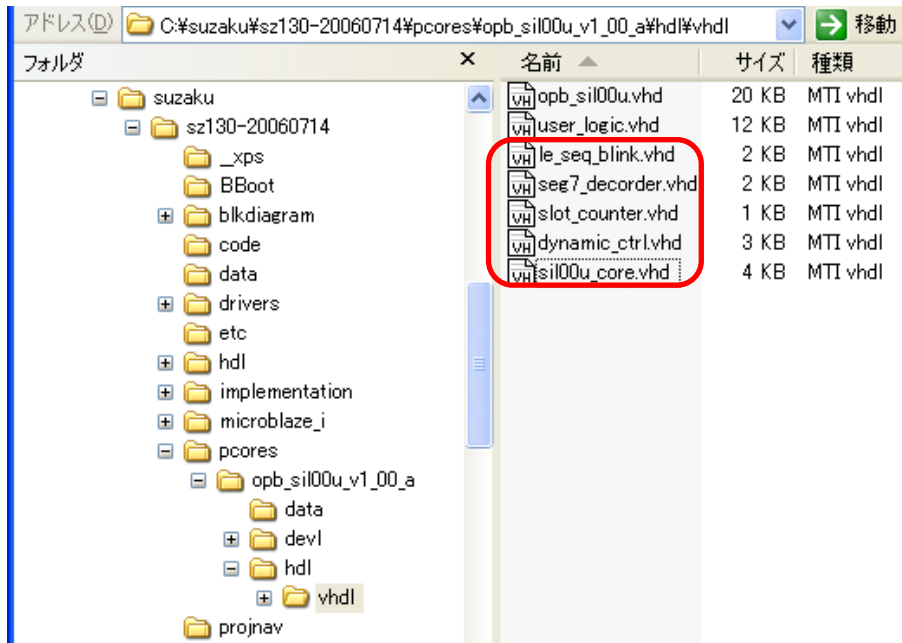 アドレス(D) C:¥suzaku¥sz130-20060714¥pcores¥opb_sil00u_v1_00_a¥hdl¥vhdl 移動
フォルダ
suzaku
sz130-20060714
_xps
BBoot
blkdiagram
code
data
drivers
etc
hdl
implementation
microblaze_i
pcores
opb_sil00u_v1_00_a
data
devl
hdl
vhdl
projnav
名前 サイズ 種類
opb_sil00u.vhd 20 KB MTI vhdl
user_logic.vhd 12 KB MTI vhdl
le_seq_blink.vhd 2 KB MTI vhdl
seg7_decorder.vhd 2 KB MTI vhdl
slot_counter.vhd 1 KB MTI vhdl
dynamic_ctrl.vhd 3 KB MTI vhdl
sil00u_core.vhd 4 KB MTI vhdl